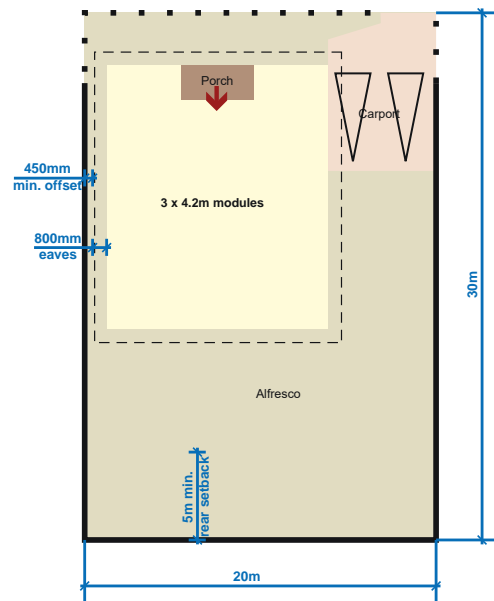 Porch
Carport
450mm
min. offset
3 x 4.2m modules
800mm
eaves
30m
Alfresco
5m min.
rear setback
20m